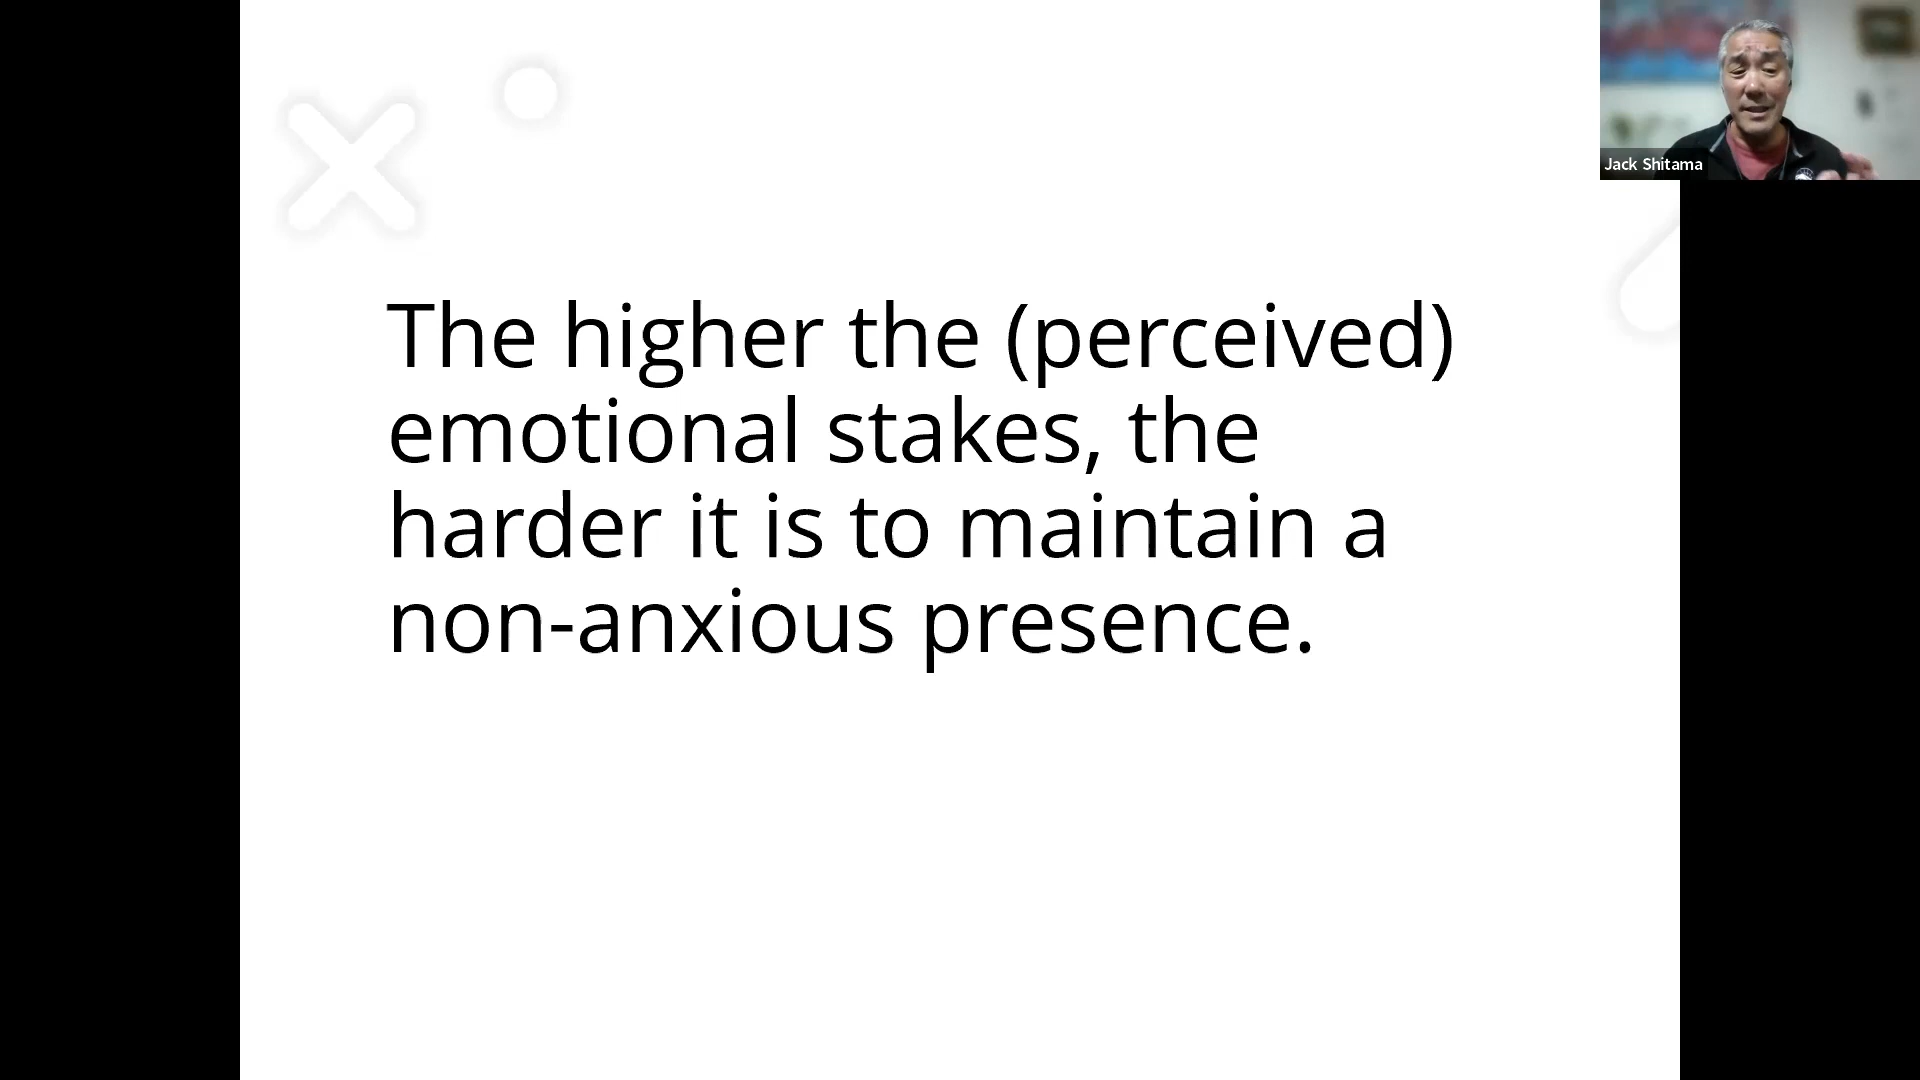 The higher the (perceived)
emotional stakes, the
harder it is to maintain a
non-anxious presence.
Jack Shitama